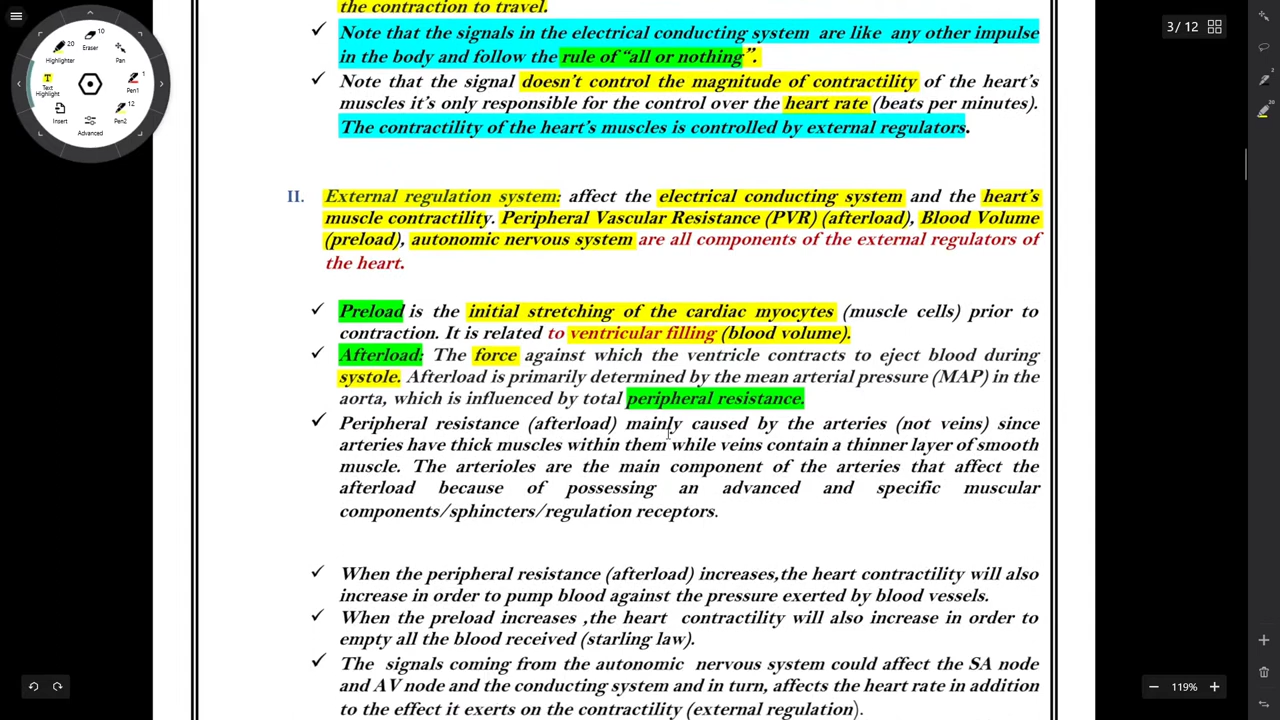 the contraction to travel.
✓ Note that the signals in the electrical conducting system are like any other impulse
in the body and follow the rule of “all or nothing”.
✓ Note that the signal doesn’t control the magnitude of contractility of the heart’s
muscles it’s only responsible for the control over the heart rate (beats per minutes).
The contractility of the heart’s muscles is controlled by external regulators.
II. External regulation system: affect the electrical conducting system and the heart’s
muscle contractility. Peripheral Vascular Resistance (PVR) (afterload), Blood Volume
(preload), autonomic nervous system are all components of the external regulators of
the heart.
✓ Preload is the initial stretching of the cardiac myocytes (muscle cells) prior to
contraction. It is related to ventricular filling (blood volume).
✓ Afterload: The force against which the ventricle contracts to eject blood during
systole. Afterload is primarily determined by the mean arterial pressure (MAP) in the
aorta, which is influenced by total peripheral resistance.
✓ Peripheral resistance (afterload) mainly caused by the arteries (not veins) since
arteries have thick muscles within them while veins contain a thinner layer of smooth
muscle. The arterioles are the main component of the arteries that affect the
afterload because of possessing an advanced and specific muscular
components/sphincters/regulation receptors.
✓ When the peripheral resistance (afterload) increases,the heart contractility will also
increase in order to pump blood against the pressure exerted by blood vessels.
✓ When the preload increases ,the heart contractility will also increase in order to
empty all the blood received (starling law).
✓ The signals coming from the autonomic nervous system could affect the SA node
and AV node and the conducting system and in turn, affects the heart rate in addition
to the effect it exerts on the contractility (external regulation).
3 / 12
Highlighter
20
Eraser
10
Pan
Text
Highlight
Pen1
1
Insert
Pen2
12
Advanced
119%